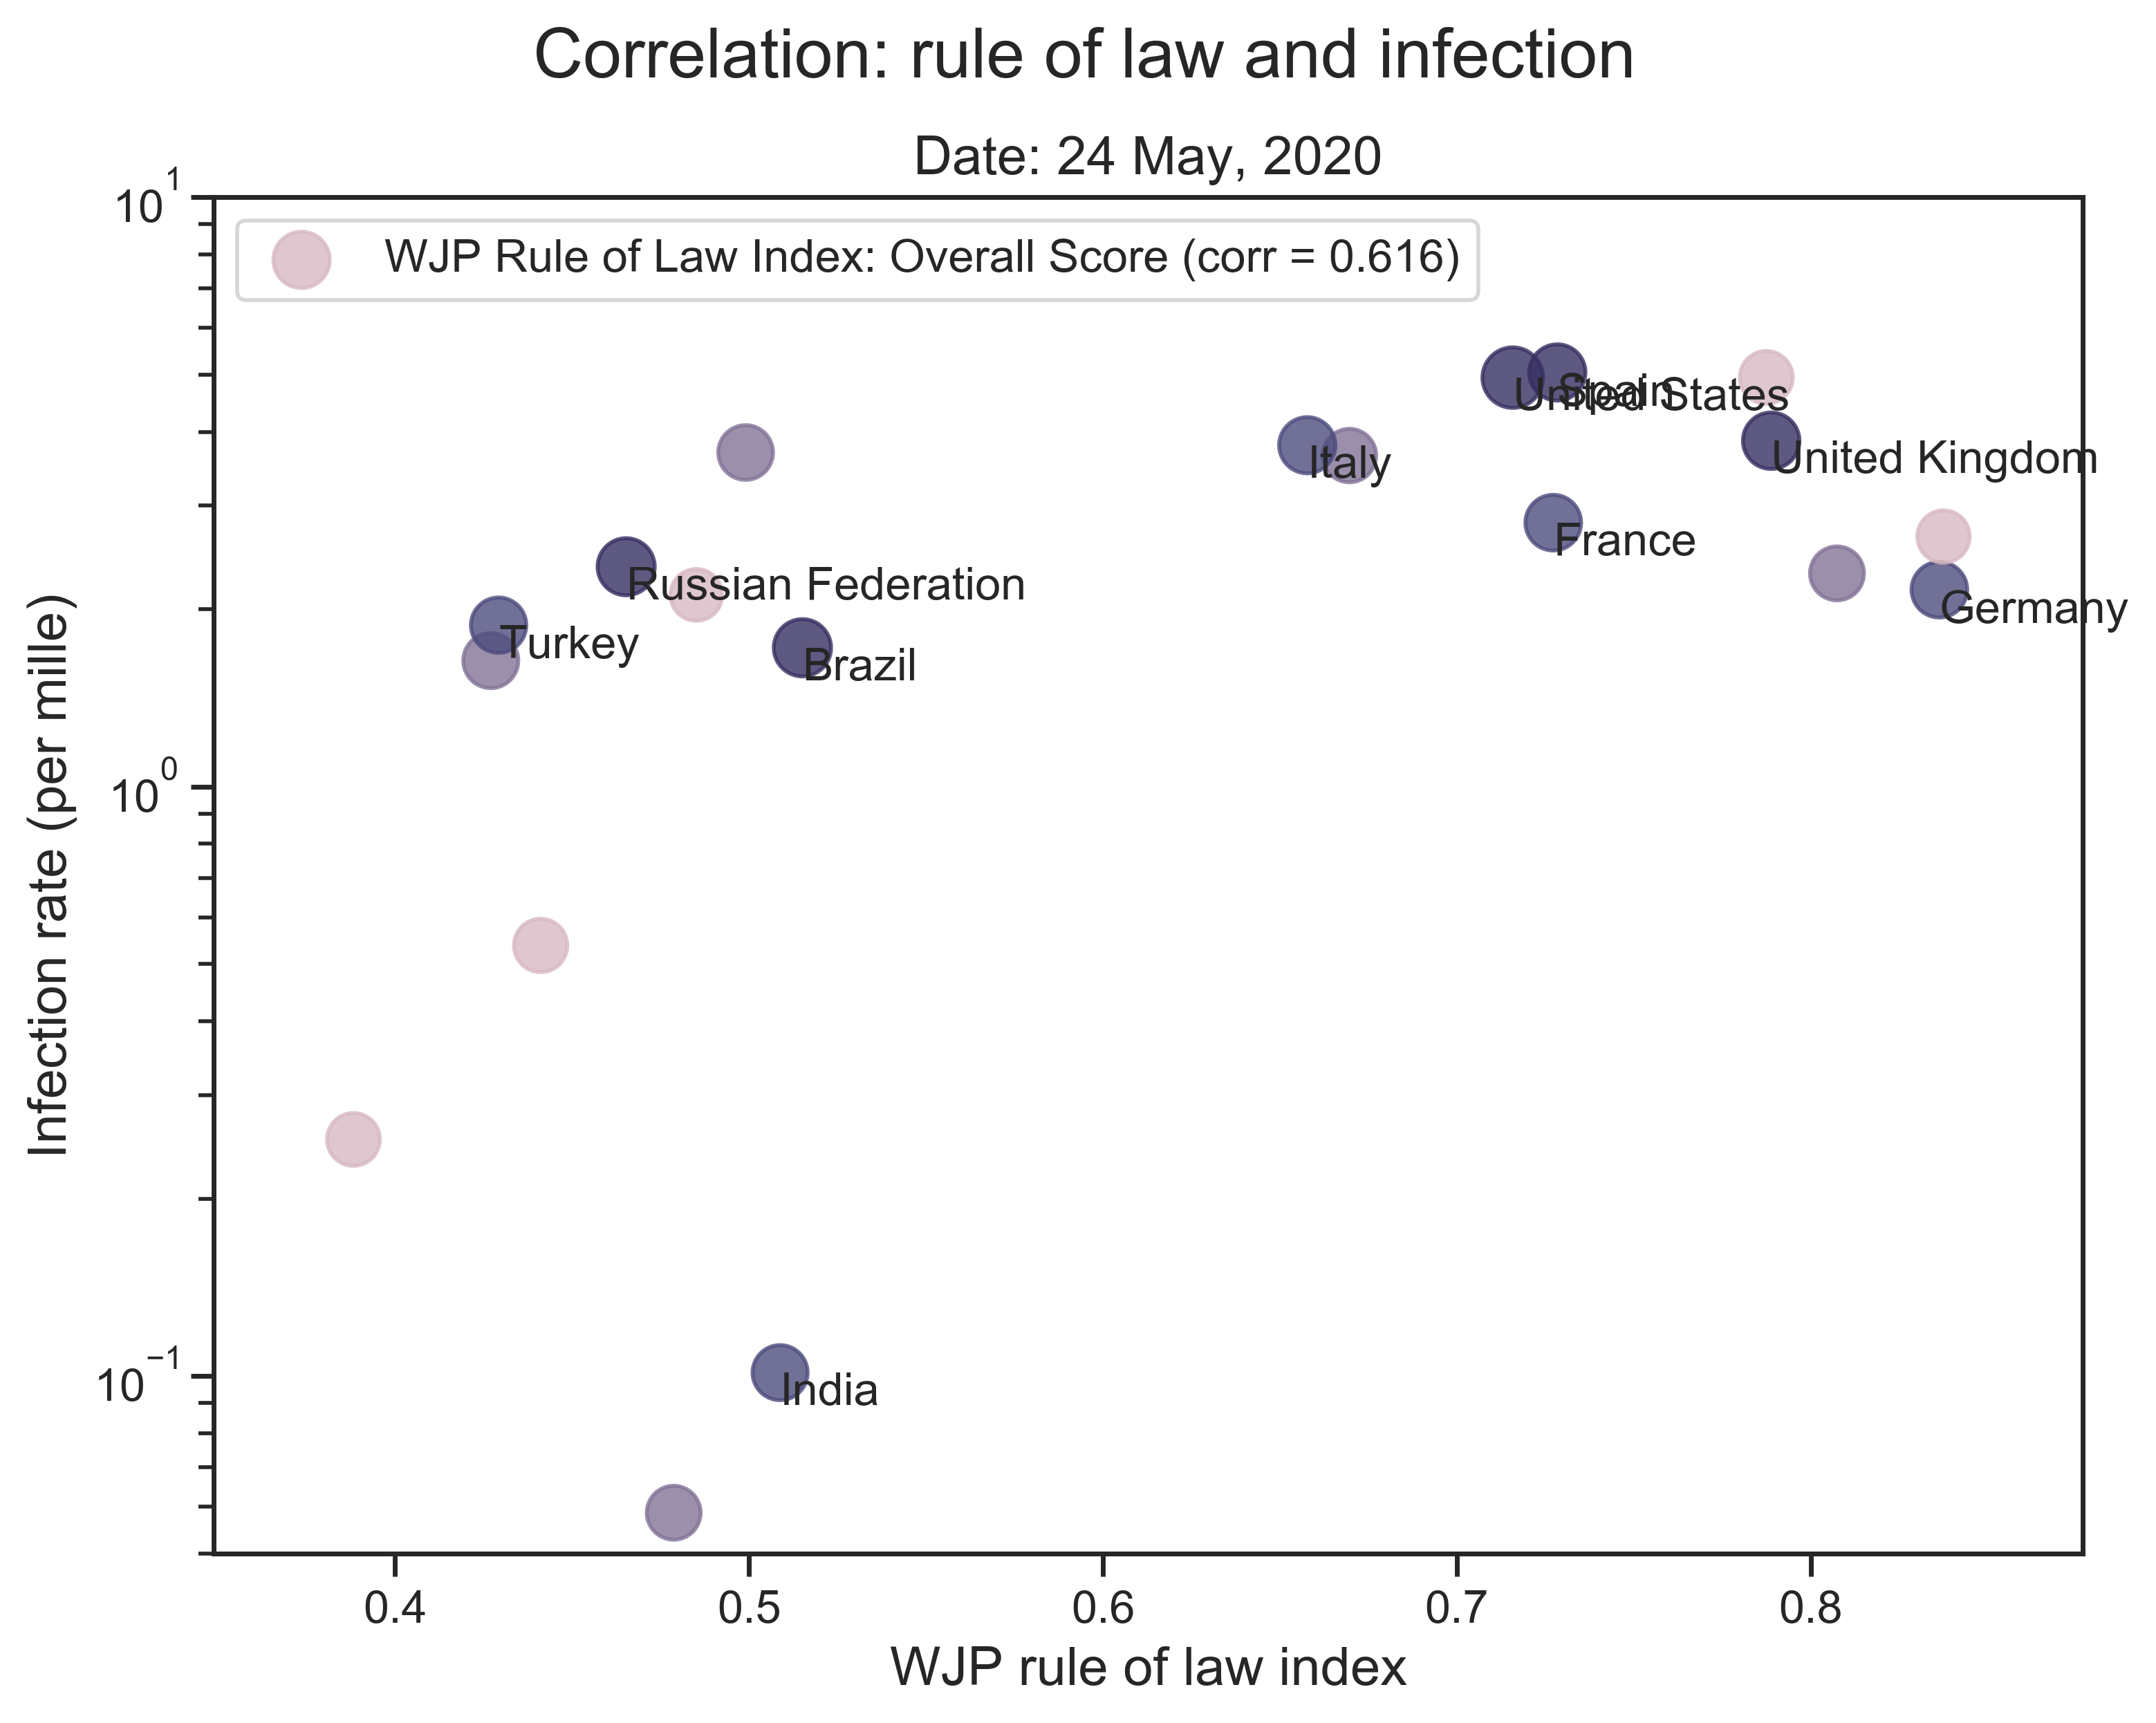 Correlation: rule of law and infection
Date: 24 May, 2020
10^1
WJP Rule of Law Index: Overall Score (corr = 0.616)
Spain
United States
United Kingdom
Italy
France
Russian Federation
Germany
Turkey
Brazil
Infection rate (per mille)
10^0
10^−1
India
0.4
0.5
0.6
0.7
0.8
WJP rule of law index